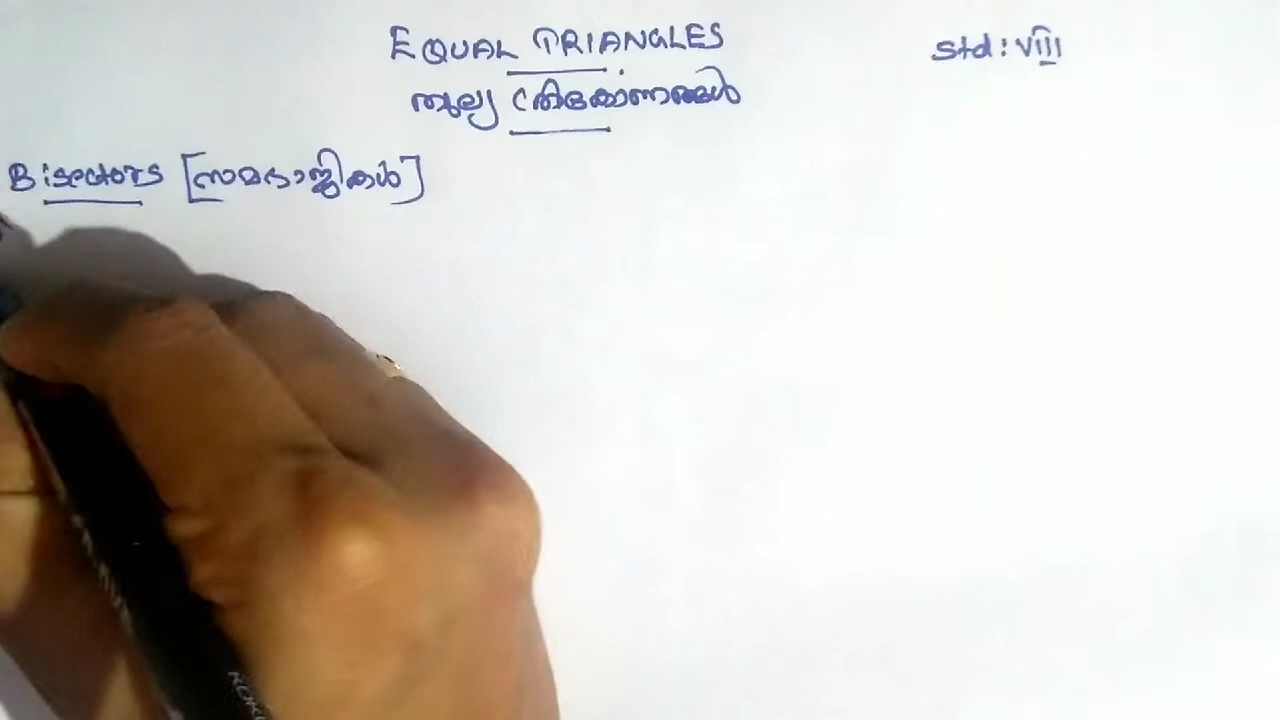 EQUAL TRIANGLES
Std : VIII
തുല്യ ത്രികോണങ്ങൾ
Bisectors [സമഭാജികൾ]